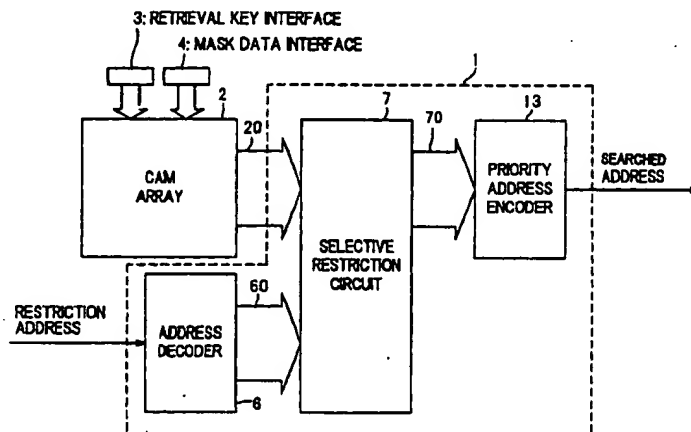 3: RETRIEVAL KEY INTERFACE
4: MASK DATA INTERFACE
1
2
7
13
20
70
CAM
ARRAY
PRIORITY
ADDRESS
ENCODER
SEARCHED
ADDRESS
SELECTIVE
RESTRICTION
CIRCUIT
60
RESTRICTION
ADDRESS
ADDRESS
DECODER
6